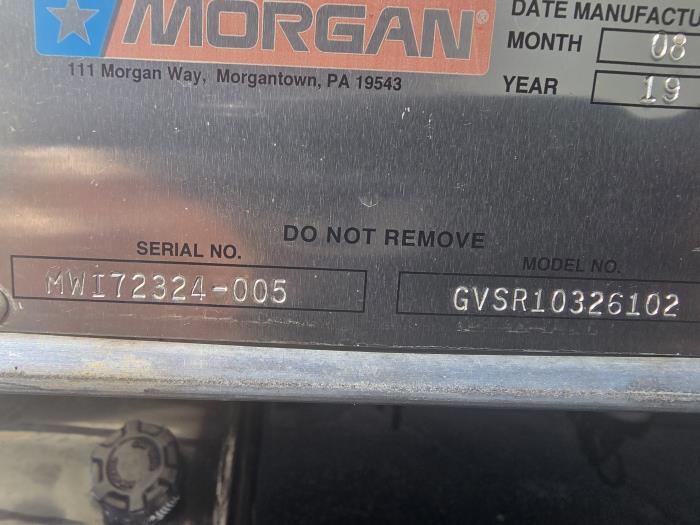 MORGAN®
111 Morgan Way, Morgantown, PA 19543
DATE MANUFACTU
MONTH 08
YEAR 19
DO NOT REMOVE
SERIAL NO.
MWI72324-005
MODEL NO.
GVSR10326102